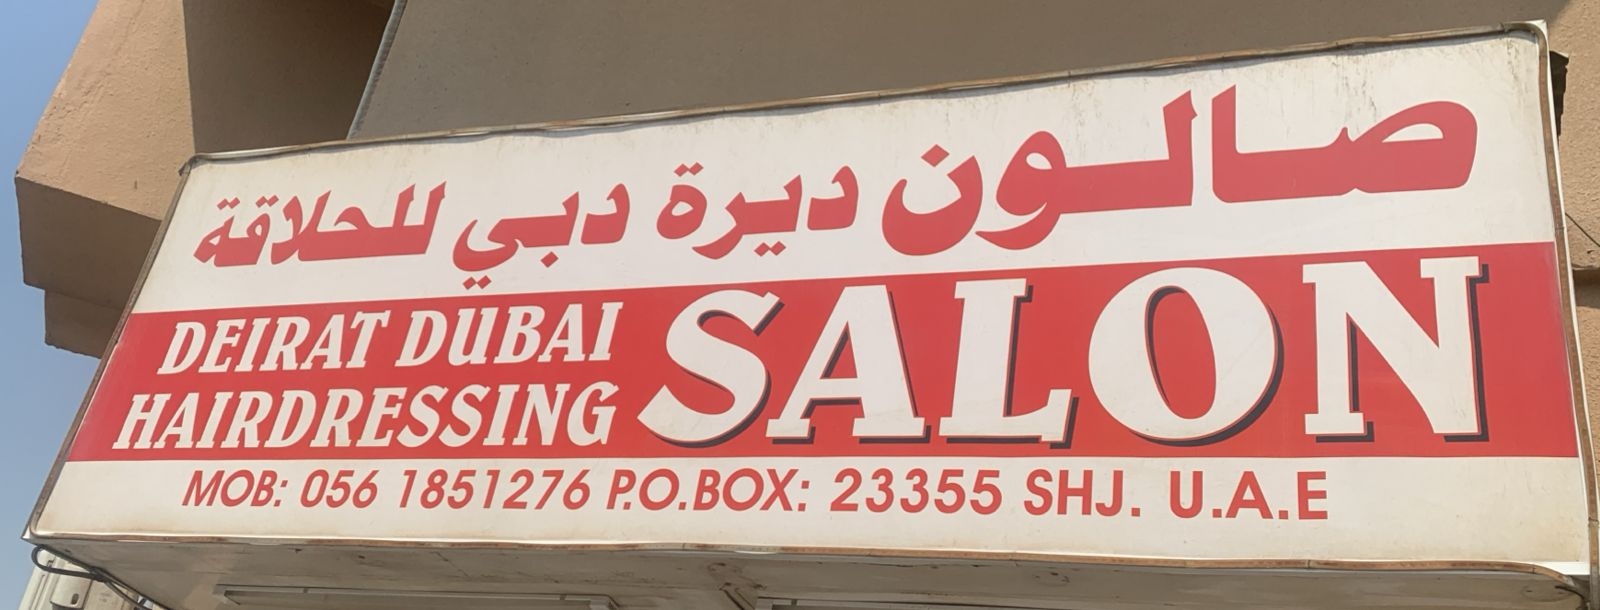 صالون ديرة دبي للحلاقة
DEIRAT DUBAI
HAIRDRESSING SALON
MOB: 056 1851276 P.O.BOX: 23355 SHJ. U.A.E